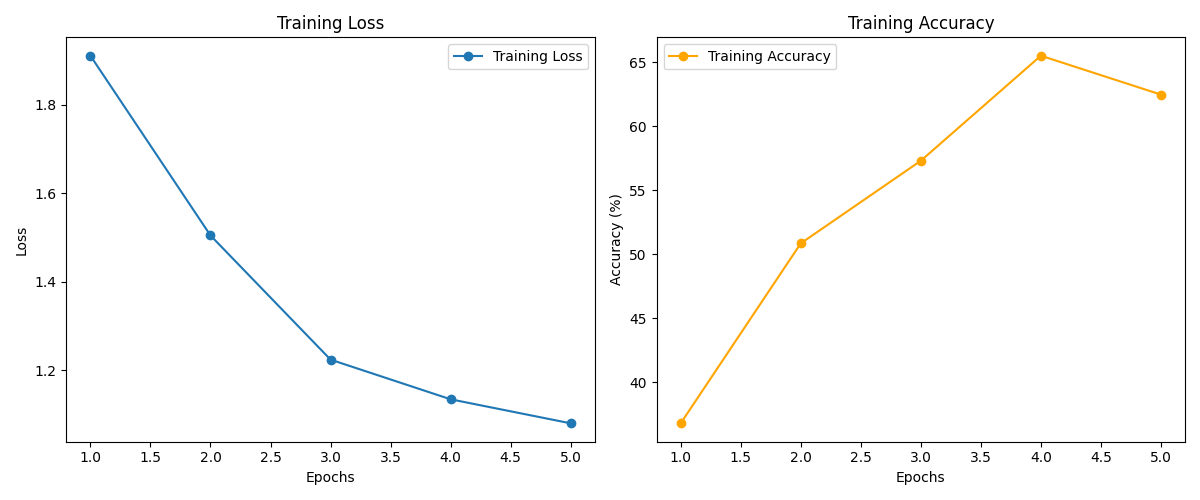 Training Loss
Training Loss
1.8
1.6
1.4
1.2
Loss
1.0 1.5 2.0 2.5 3.0 3.5 4.0 4.5 5.0
Epochs
Training Accuracy
Training Accuracy
65
60
55
50
45
40
Accuracy (%)
1.0 1.5 2.0 2.5 3.0 3.5 4.0 4.5 5.0
Epochs